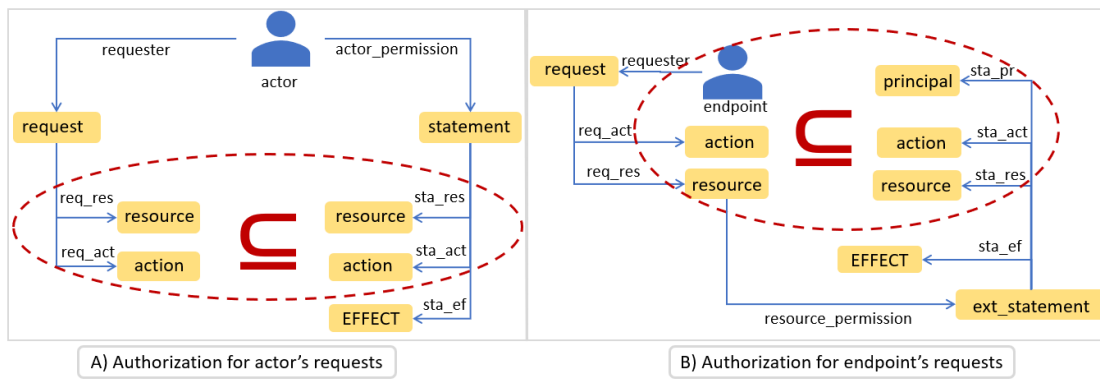 requester
actor_permission
actor
request
statement
req_res
resource
resource
sta_res
⊆
req_act
action
action
sta_act
EFFECT
sta_ef
A) Authorization for actor's requests
request
requester
endpoint
principal
sta_pr
req_act
action
⊆
action
sta_act
req_res
resource
resource
sta_res
EFFECT
sta_ef
resource_permission
ext_statement
B) Authorization for endpoint's requests